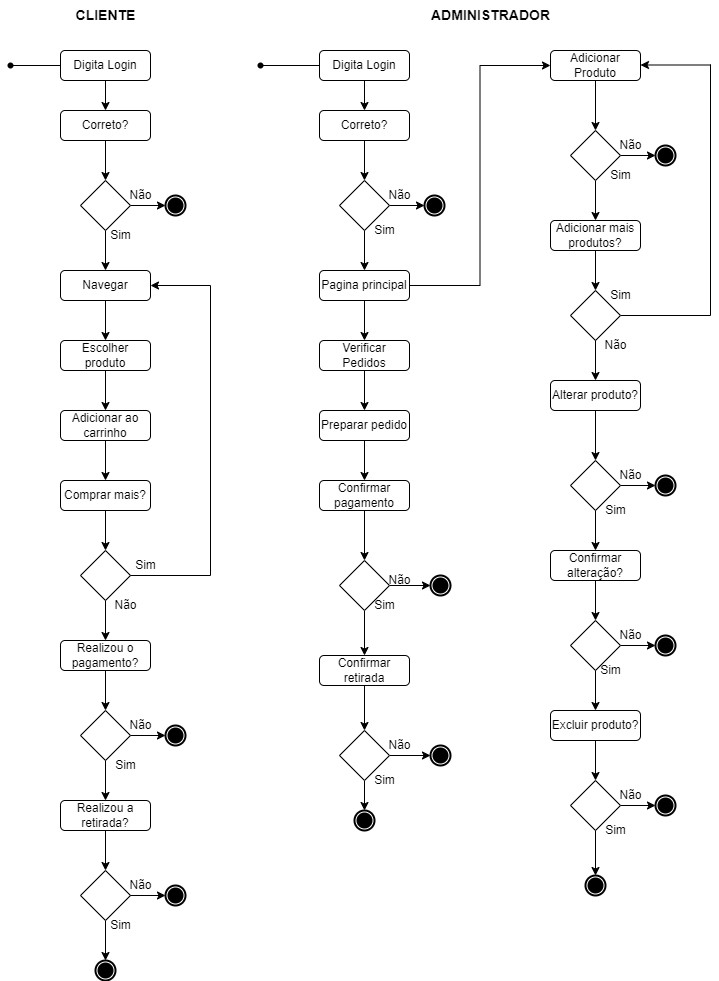 CLIENTE
Digita Login
Correto?
Não
Sim
Navegar
Escolher
produto
Adicionar ao
carrinho
Comprar mais?
Sim
Não
Realizou o
pagamento?
Não
Sim
Realizou a
retirada?
Não
Sim
ADMINISTRADOR
Digita Login
Correto?
Não
Sim
Pagina principal
Verificar
Pedidos
Preparar pedido
Confirmar
pagamento
Não
Sim
Confirmar
retirada
Não
Sim
Adicionar
Produto
Não
Sim
Adicionar mais
produtos?
Sim
Não
Alterar produto?
Não
Sim
Confirmar
alteração?
Não
Sim
Excluir produto?
Não
Sim